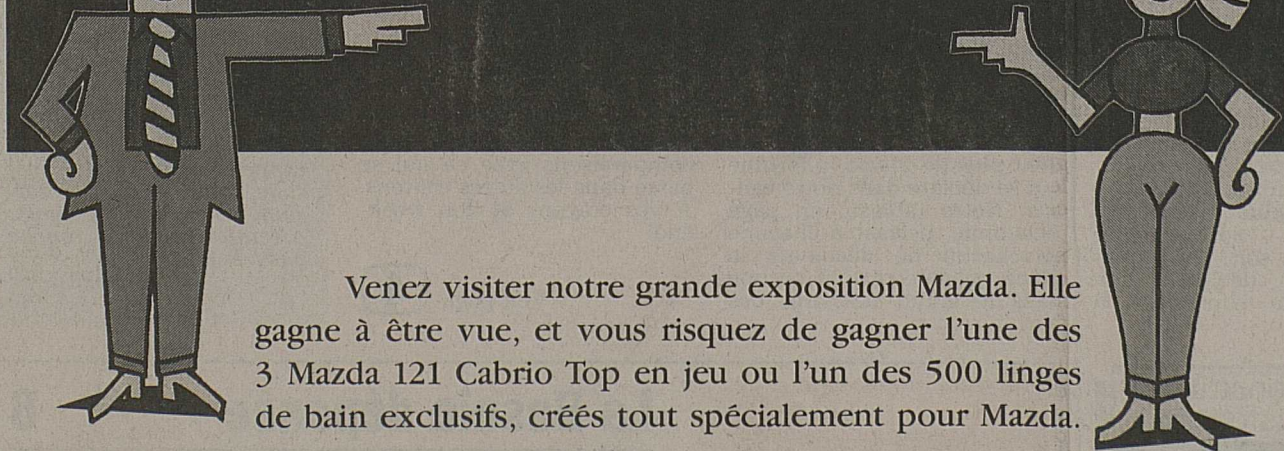 Venez visiter notre grande exposition Mazda. Elle
gagne à être vue, et vous risquez de gagner l'une des
3 Mazda 121 Cabrio Top en jeu ou l'un des 500 linges
de bain exclusifs, créés tout spécialement pour Mazda.